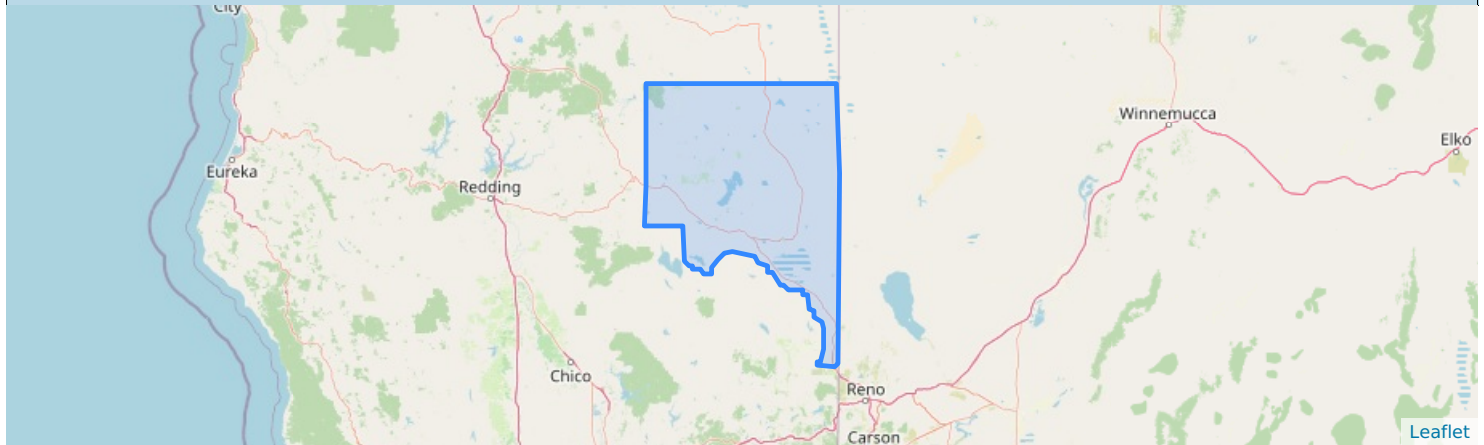 City
Winnemucca
Elko
Eureka
Redding
Chico
Reno
Carson
Leaflet